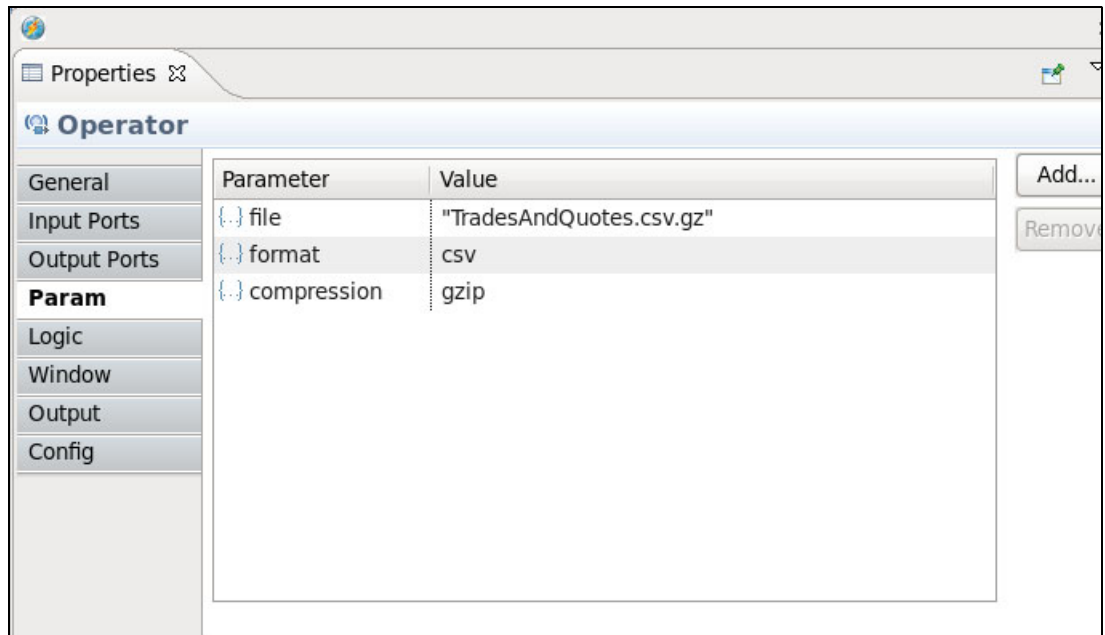 Properties
Operator
General
Input Ports
Output Ports
Param
Logic
Window
Output
Config
Parameter Value
{..} file "TradesAndQuotes.csv.gz"
{..} format csv
{..} compression gzip
Add...
Remove